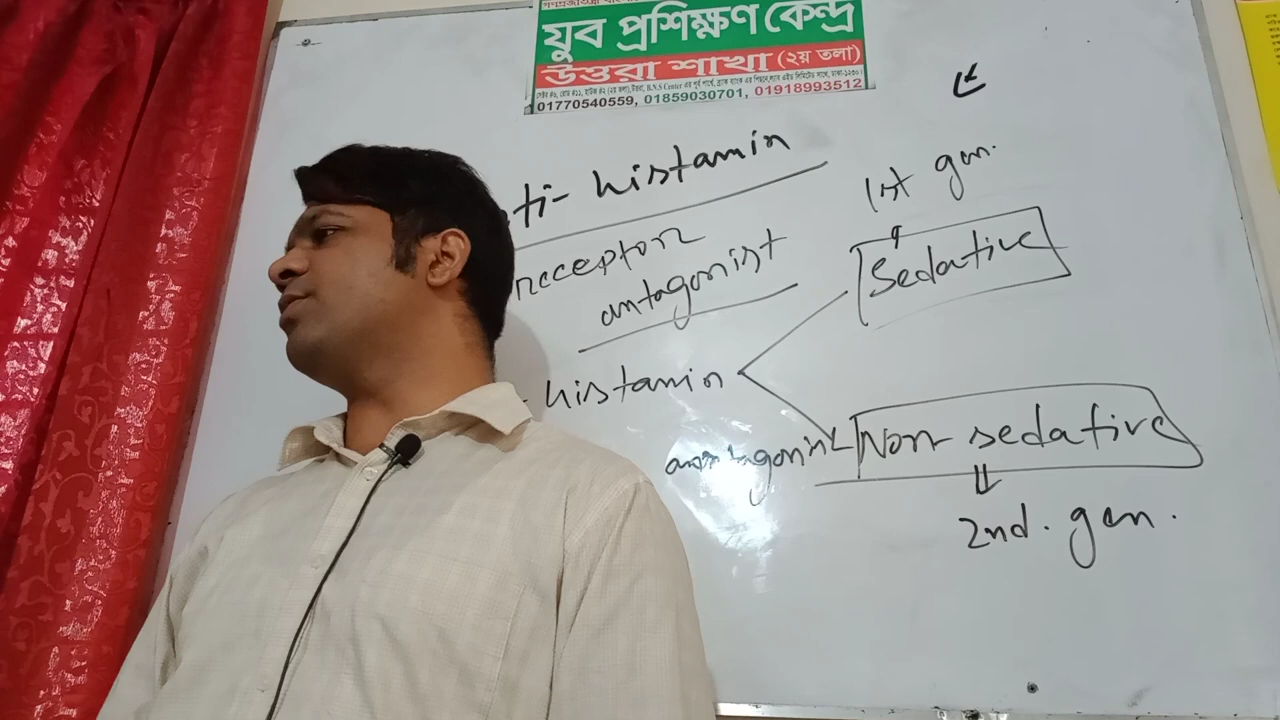 যুব প্রশিক্ষণ কেন্দ্র
উত্তরা শাখা (২য় তলা)
01770540559, 01859030701, 01918993512
ti-histamin
receptor
antagonist
histamin
1st gen.
Sedative
Non-sedative
2nd. gen.